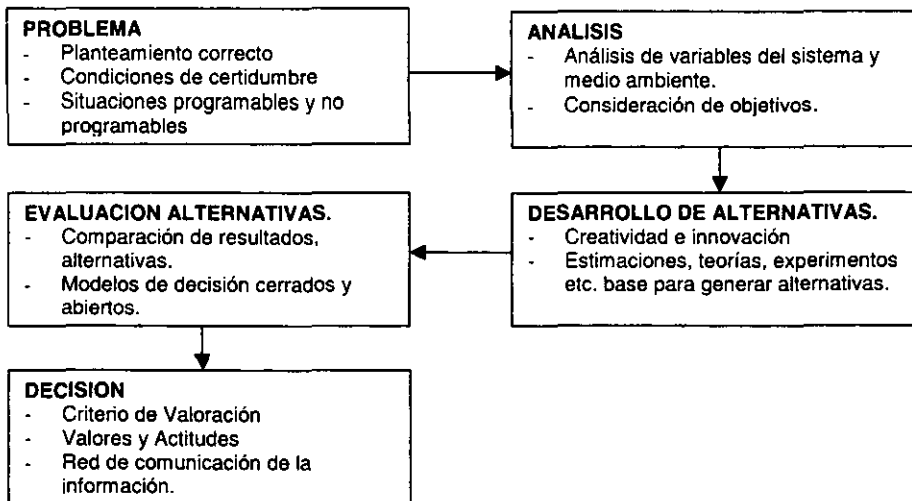 PROBLEMA
- Planteamiento correcto
- Condiciones de certidumbre
- Situaciones programables y no
programables
ANALISIS
- Análisis de variables del sistema y
medio ambiente.
- Consideración de objetivos.
DESARROLLO DE ALTERNATIVAS.
- Creatividad e innovación
- Estimaciones, teorías, experimentos
etc. base para generar alternativas.
EVALUACION ALTERNATIVAS.
- Comparación de resultados,
alternativas.
- Modelos de decisión cerrados y
abiertos.
DECISION
- Criterio de Valoración
- Valores y Actitudes
- Red de comunicación de la
información.